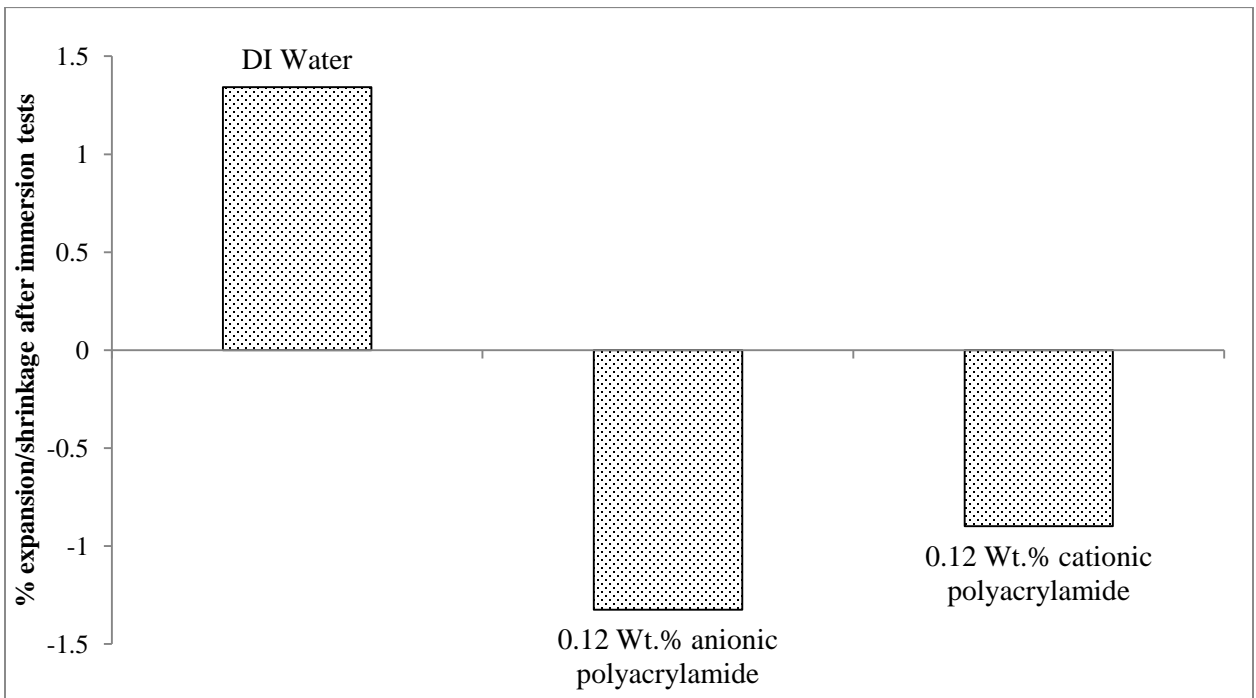 % expansion/shrinkage after immersion tests
1.5
1
0.5
0
-0.5
-1
-1.5
DI Water
0.12 Wt.% anionic
polyacrylamide
0.12 Wt.% cationic
polyacrylamide